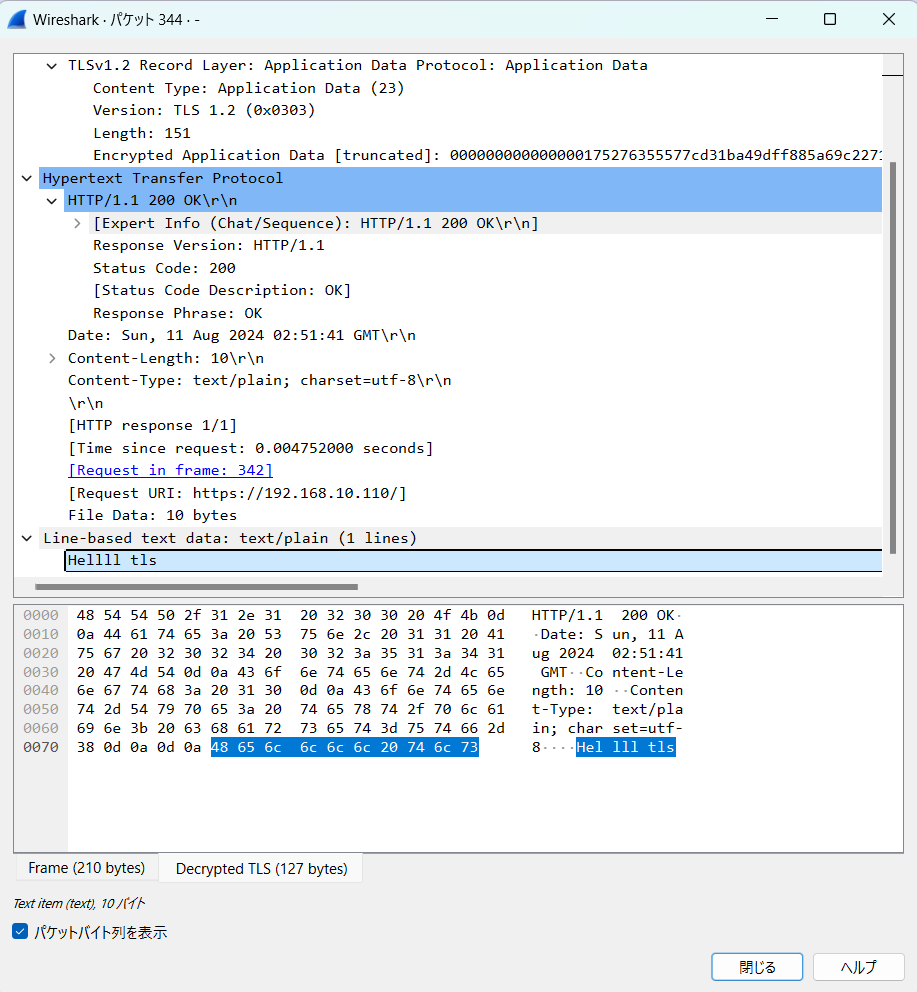 Wireshark · パケット 344 · -
TLSv1.2 Record Layer: Application Data Protocol: Application Data
Content Type: Application Data (23)
Version: TLS 1.2 (0x0303)
Length: 151
Encrypted Application Data [truncated]: 000000000000000175276355577cd31ba49dff885a69c2271
Hypertext Transfer Protocol
HTTP/1.1 200 OK\r\n
[Expert Info (Chat/Sequence): HTTP/1.1 200 OK\r\n]
Response Version: HTTP/1.1
Status Code: 200
[Status Code Description: OK]
Response Phrase: OK
Date: Sun, 11 Aug 2024 02:51:41 GMT\r\n
Content-Length: 10\r\n
Content-Type: text/plain; charset=utf-8\r\n
\r\n
[HTTP response 1/1]
[Time since request: 0.004752000 seconds]
[Request in frame: 342]
[Request URI: https://192.168.10.110/]
File Data: 10 bytes
Line-based text data: text/plain (1 lines)
Hellll tls
0000 48 54 54 50 2f 31 2e 31 20 32 30 30 20 4f 4b 0d HTTP/1.1 200 OK·
0010 0a 44 61 74 65 3a 20 53 75 6e 2c 20 31 31 20 41 ·Date: S un, 11 A
0020 75 67 20 32 30 32 34 20 30 32 3a 35 31 3a 34 31 ug 2024 02:51:41
0030 20 47 4d 54 0d 0a 43 6f 6e 74 65 6e 74 2d 4c 65 GMT··Co ntent-Le
0040 6e 67 74 68 3a 20 31 30 0d 0a 43 6f 6e 74 65 6e ngth: 10 ··Conten
0050 74 2d 54 79 70 65 3a 20 74 65 78 74 2f 70 6c 61 t-Type: text/pla
0060 69 6e 3b 20 63 68 61 72 73 65 74 3d 75 74 66 2d in; char set=utf-
0070 38 0d 0a 0d 0a 48 65 6c 6c 6c 6c 20 74 6c 73 8····Hel lll tls
Frame (210 bytes) Decrypted TLS (127 bytes)
Text item (text), 10 バイト
パケットバイト列を表示
閉じる ヘルプ